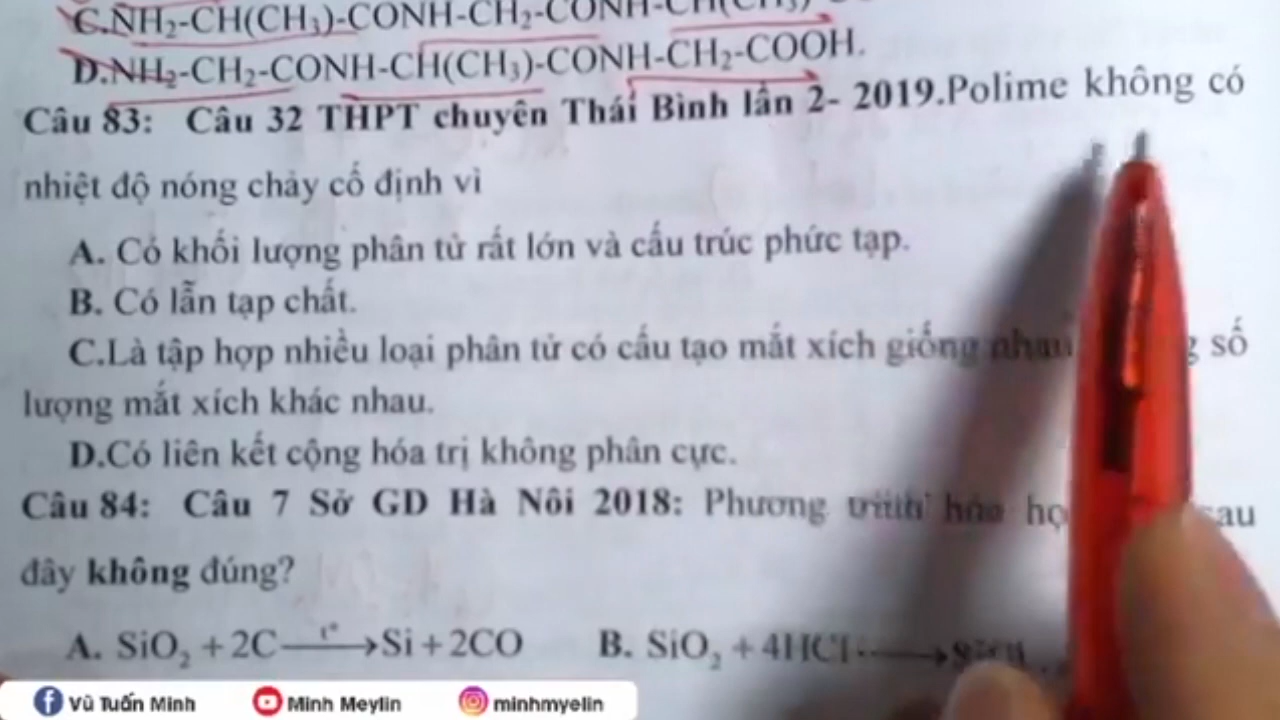 C.NH₂-CH(CH₃)-CONH-CH₂-CONH-CH(CH₃)
D.NH₂-CH₂-CONH-CH(CH₃)-CONH-CH₂-COOH.
Câu 83: Câu 32 THPT chuyên Thái Bình lần 2- 2019.Polime không có
nhiệt độ nóng chảy cố định vì
A. Có khối lượng phân tử rất lớn và cấu trúc phức tạp.
B. Có lẫn tạp chất.
C.Là tập hợp nhiều loại phân tử có cấu tạo mắt xích giống nhau số
lượng mắt xích khác nhau.
D.Có liên kết cộng hóa trị không phân cực.
Câu 84: Câu 7 Sở GD Hà Nôi 2018: Phương trình hóa sau
đây không đúng?
A. SiO₂ + 2C —t°→ Si + 2CO B. SiO₂ + 4HCl →
Vũ Tuấn Minh Minh Meylin minhmyelin